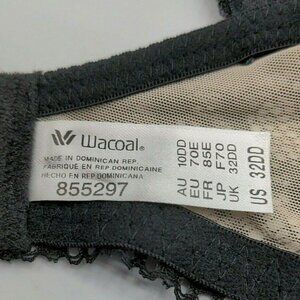 Wacoal®
MADE IN DOMINICAN REP.
FABRIQUÉ EN REP DOMINICAINE
HECHO EN REP DOMINICANA
855297
AU 10DD
EU 70E
FR 85E
JP F70
UK 32DD
US 32DD